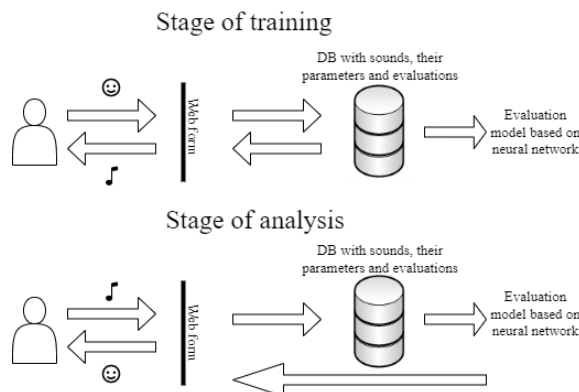 Stage of training
DB with sounds, their
parameters and evaluations
Web form
Evaluation
model based on
neural network
Stage of analysis
DB with sounds, their
parameters and evaluations
Web form
Evaluation
model based on
neural network